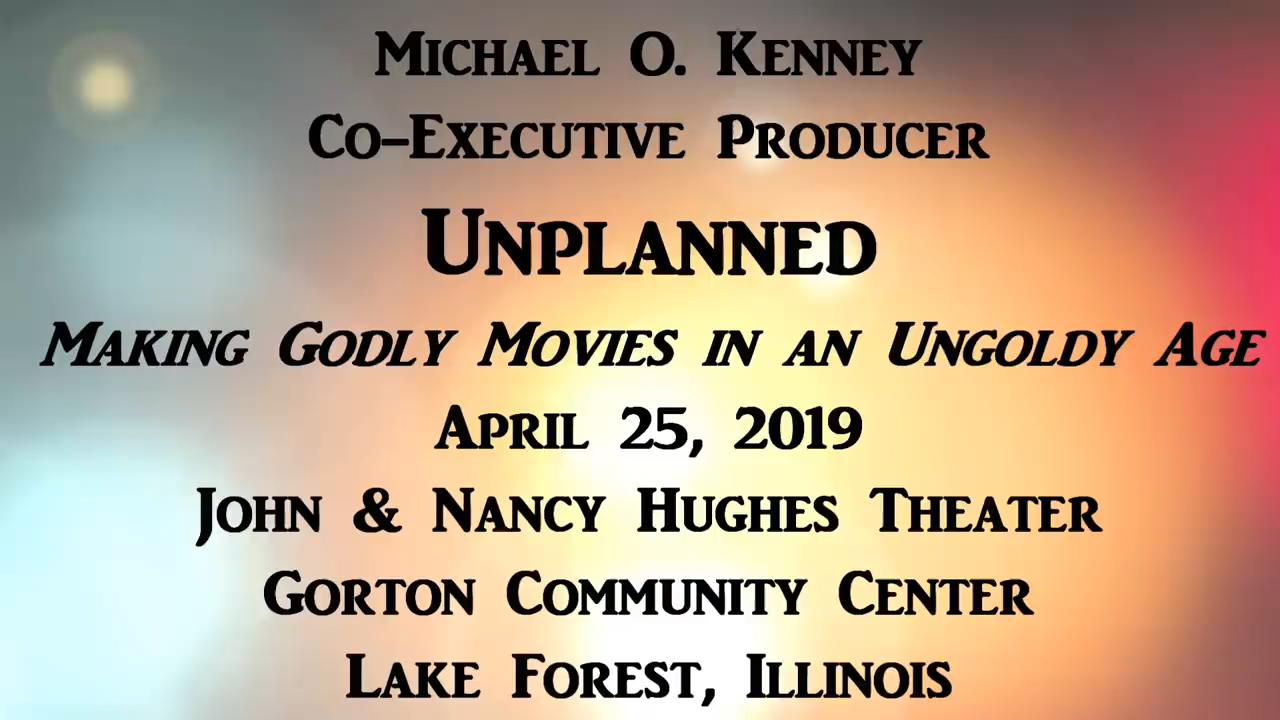 Michael O. Kenney
Co-Executive Producer
Unplanned
Making Godly Movies in an Ungoldy Age
April 25, 2019
John & Nancy Hughes Theater
Gorton Community Center
Lake Forest, Illinois